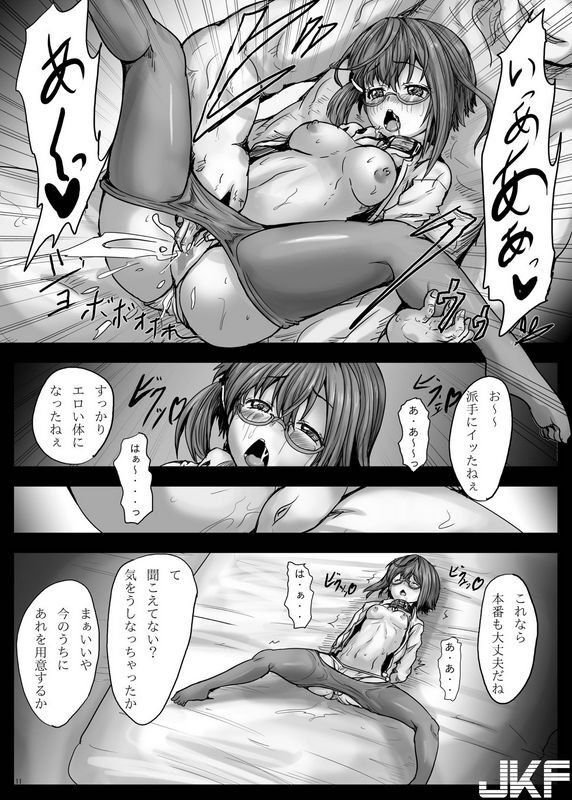 いっあああぁっ♥
あ゛〜くっ♥
お〜〜
派手にイッたねぇ
すっかり
エロい体に
なったねぇ
あ・あ〜〜っ
はぁ〜・・・っ
これなら
本番も大丈夫だね
て
聞こえてない？
気をうしなっちゃったか
まぁいいや
今のうちに
あれを用意するか
は・ぁ・・
あ・あ・・
11
JKF